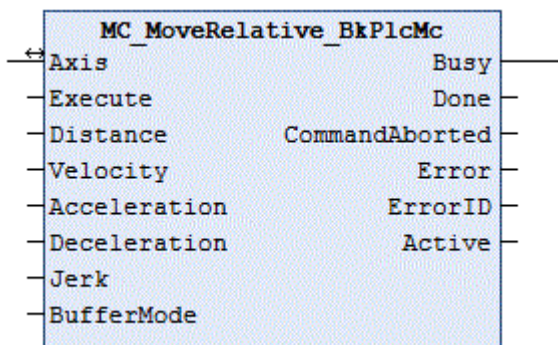 MC_MoveRelative_BkPlcMc
Axis Busy
Execute Done
Distance CommandAborted
Velocity Error
Acceleration ErrorID
Deceleration Active
Jerk
BufferMode